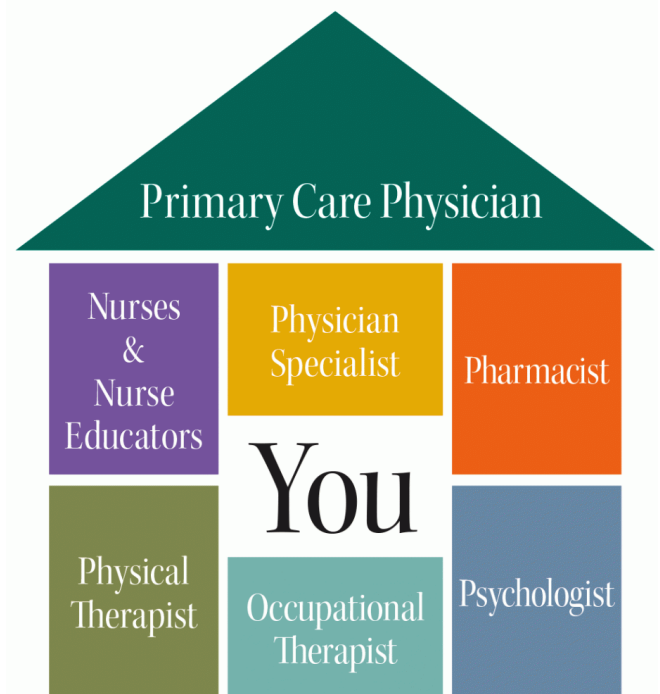 Primary Care Physician
Nurses
&
Nurse
Educators
Physician
Specialist
Pharmacist
You
Physical
Therapist
Occupational
Therapist
Psychologist